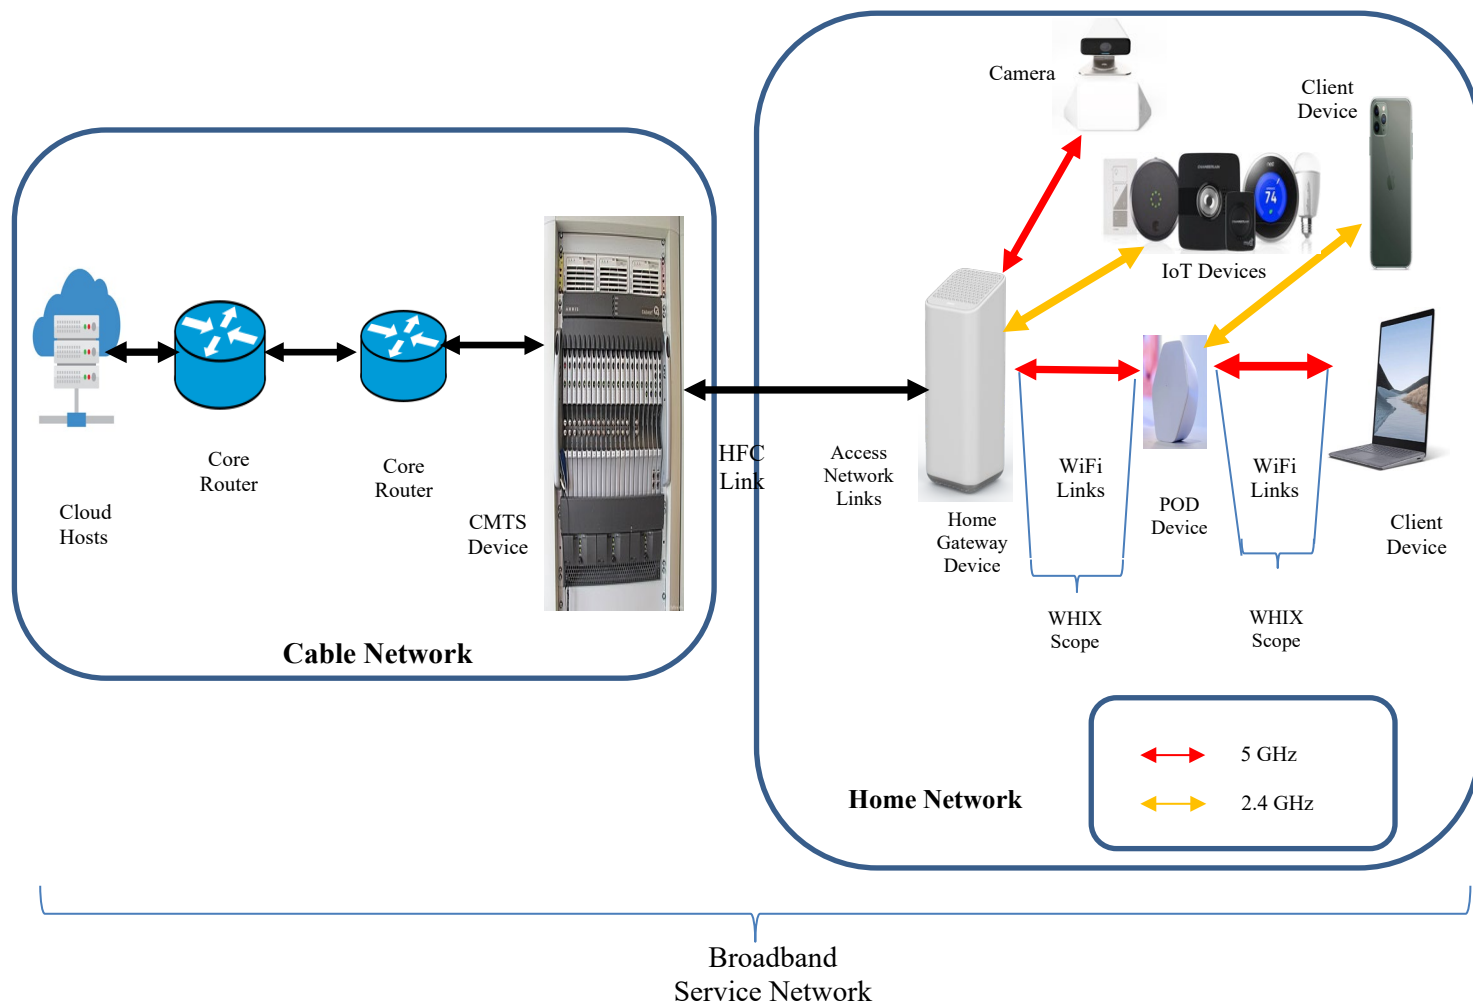 Camera
Client
Device
IoT Devices
74
ARRIS
Cloud
Hosts
Core
Router
Core
Router
CMTS
Device
HFC
Link
Access
Network
Links
Home
Gateway
Device
WiFi
Links
POD
Device
WiFi
Links
Client
Device
WHIX
Scope
WHIX
Scope
Cable Network
Home Network
5 GHz
2.4 GHz
Broadband
Service Network